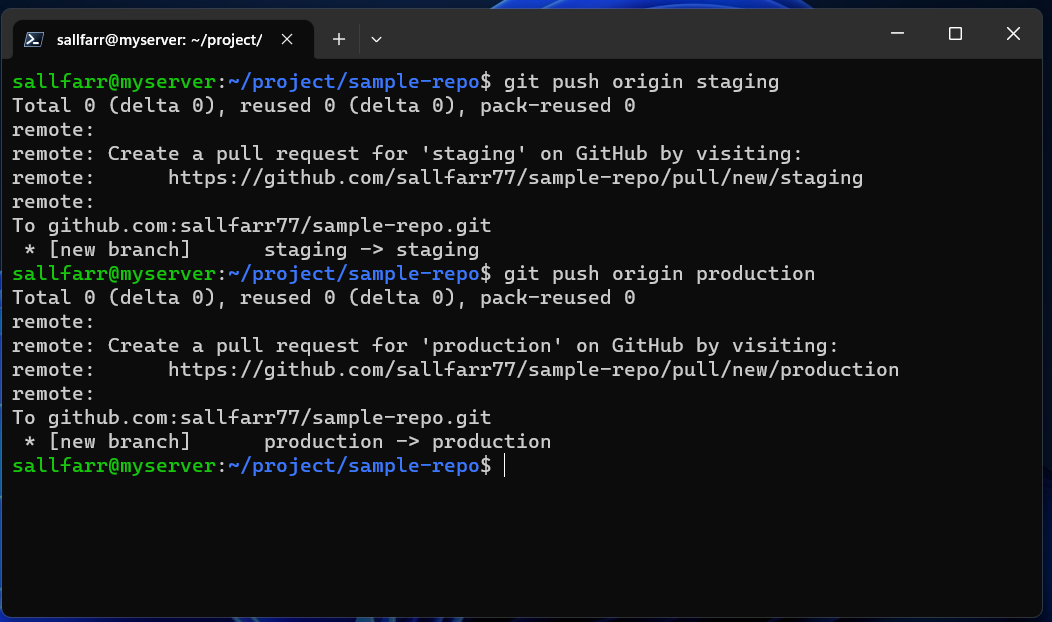 sallfarr@myserver: ~/project/
sallfarr@myserver:~/project/sample-repo$ git push origin staging
Total 0 (delta 0), reused 0 (delta 0), pack-reused 0
remote:
remote: Create a pull request for 'staging' on GitHub by visiting:
remote:      https://github.com/sallfarr77/sample-repo/pull/new/staging
remote:
To github.com:sallfarr77/sample-repo.git
 * [new branch]      staging -> staging
sallfarr@myserver:~/project/sample-repo$ git push origin production
Total 0 (delta 0), reused 0 (delta 0), pack-reused 0
remote:
remote: Create a pull request for 'production' on GitHub by visiting:
remote:      https://github.com/sallfarr77/sample-repo/pull/new/production
remote:
To github.com:sallfarr77/sample-repo.git
 * [new branch]      production -> production
sallfarr@myserver:~/project/sample-repo$